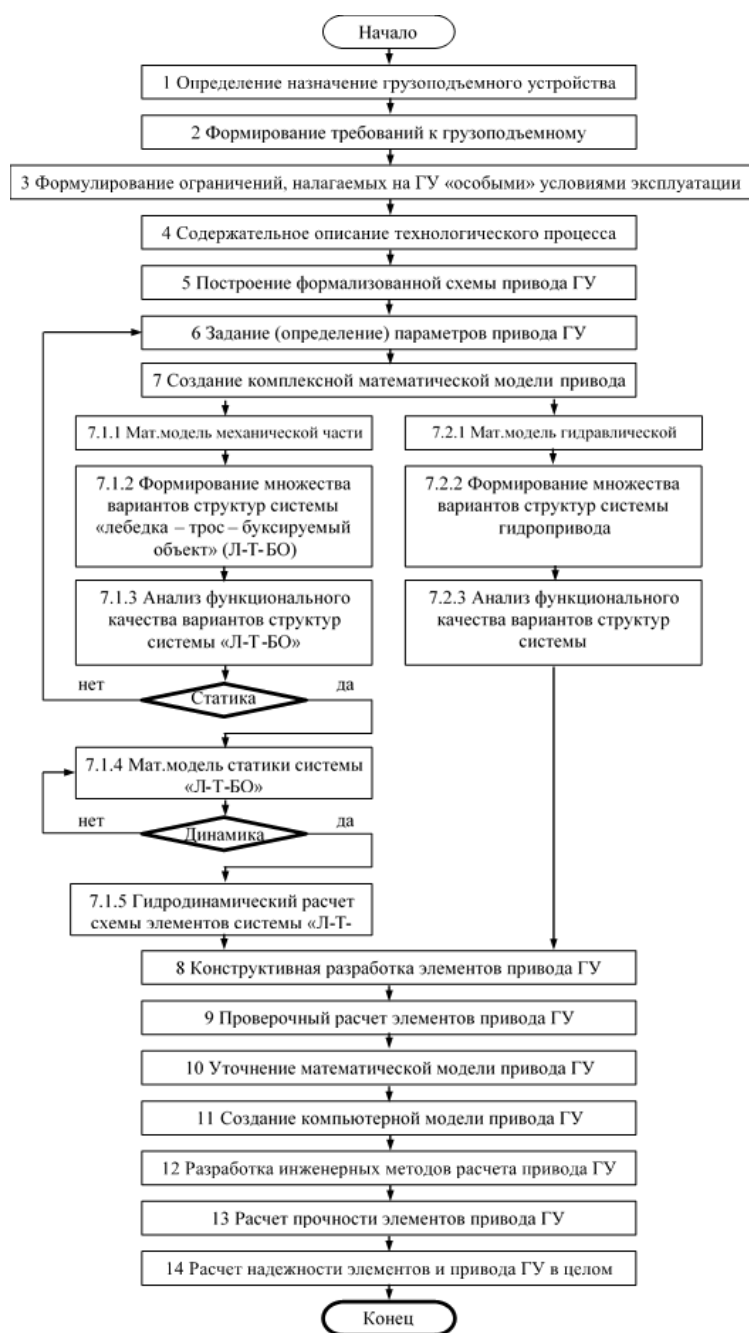 Начало
1 Определение назначение грузоподъемного устройства
2 Формирование требований к грузоподъемному
3 Формулирование ограничений, налагаемых на ГУ «особыми» условиями эксплуатации
4 Содержательное описание технологического процесса
5 Построение формализованной схемы привода ГУ
6 Задание (определение) параметров привода ГУ
7 Создание комплексной математической модели привода
7.1.1 Мат.модель механической части
7.1.2 Формирование множества
вариантов структур системы
«лебедка – трос – буксируемый
объект» (Л-Т-БО)
7.1.3 Анализ функционального
качества вариантов структур
системы «Л-Т-БО»
7.2.1 Мат.модель гидравлической
7.2.2 Формирование множества
вариантов структур системы
гидропривода
7.2.3 Анализ функционального
качества вариантов структур
системы
нет
Статика
да
7.1.4 Мат.модель статики системы
«Л-Т-БО»
нет
Динамика
да
7.1.5 Гидродинамический расчет
схемы элементов системы «Л-Т-
8 Конструктивная разработка элементов привода ГУ
9 Проверочный расчет элементов привода ГУ
10 Уточнение математической модели привода ГУ
11 Создание компьютерной модели привода ГУ
12 Разработка инженерных методов расчета привода ГУ
13 Расчет прочности элементов привода ГУ
14 Расчет надежности элементов и привода ГУ в целом
Конец